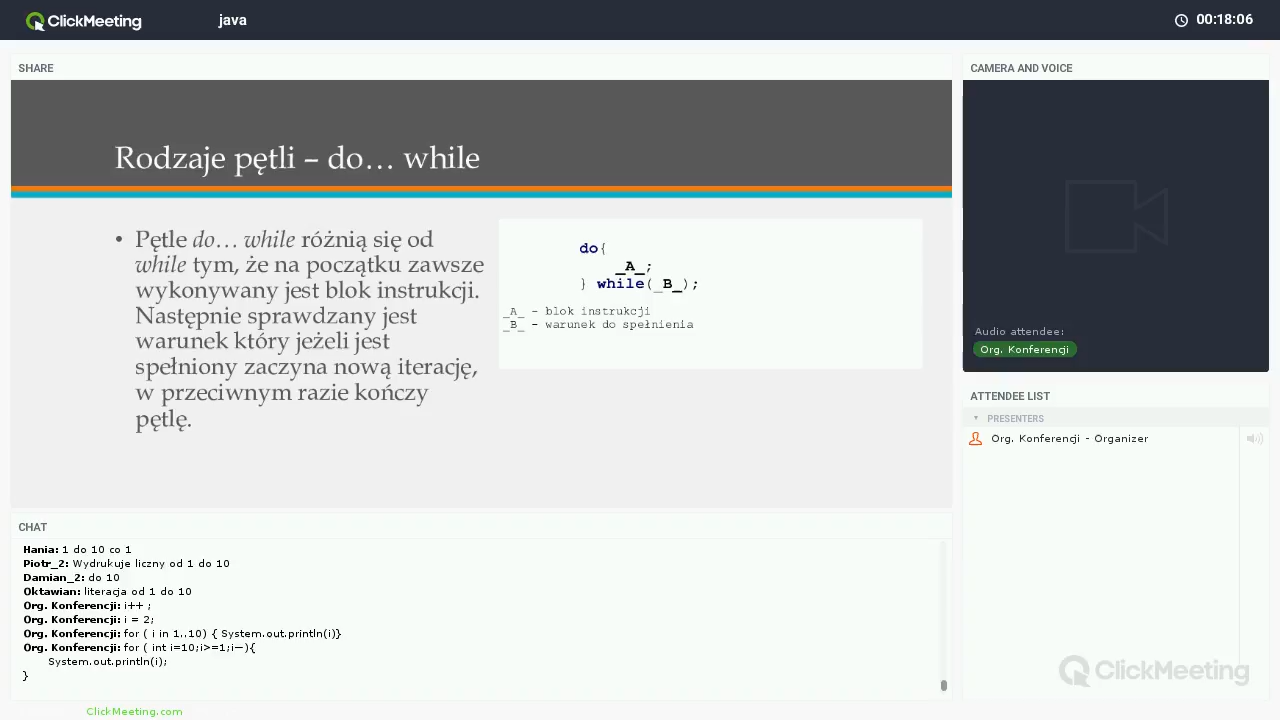 ClickMeeting
java
00:18:06
SHARE
Rodzaje pętli – do… while
• Pętle do… while różnią się od
while tym, że na początku zawsze
wykonywany jest blok instrukcji.
Następnie sprawdzany jest
warunek który jeżeli jest
spełniony zaczyna nową iterację,
w przeciwnym razie kończy
pętlę.
do{
_A_;
} while(_B_);
_A_ - blok instrukcji
_B_ - warunek do spełnienia
CAMERA AND VOICE
Audio attendee:
Org. Konferencji
ATTENDEE LIST
PRESENTERS
Org. Konferencji - Organizer
CHAT
Hania: 1 do 10 co 1
Piotr_2: Wydrukuje liczny od 1 do 10
Damian_2: do 10
Oktawian: literacja od 1 do 10
Org. Konferencji: i++ ;
Org. Konferencji: i = 2;
Org. Konferencji: for ( i in 1..10) { System.out.println(i)}
Org. Konferencji: for ( int i=10;i>=1;i—){
System.out.println(i);
}
ClickMeeting
ClickMeeting.com